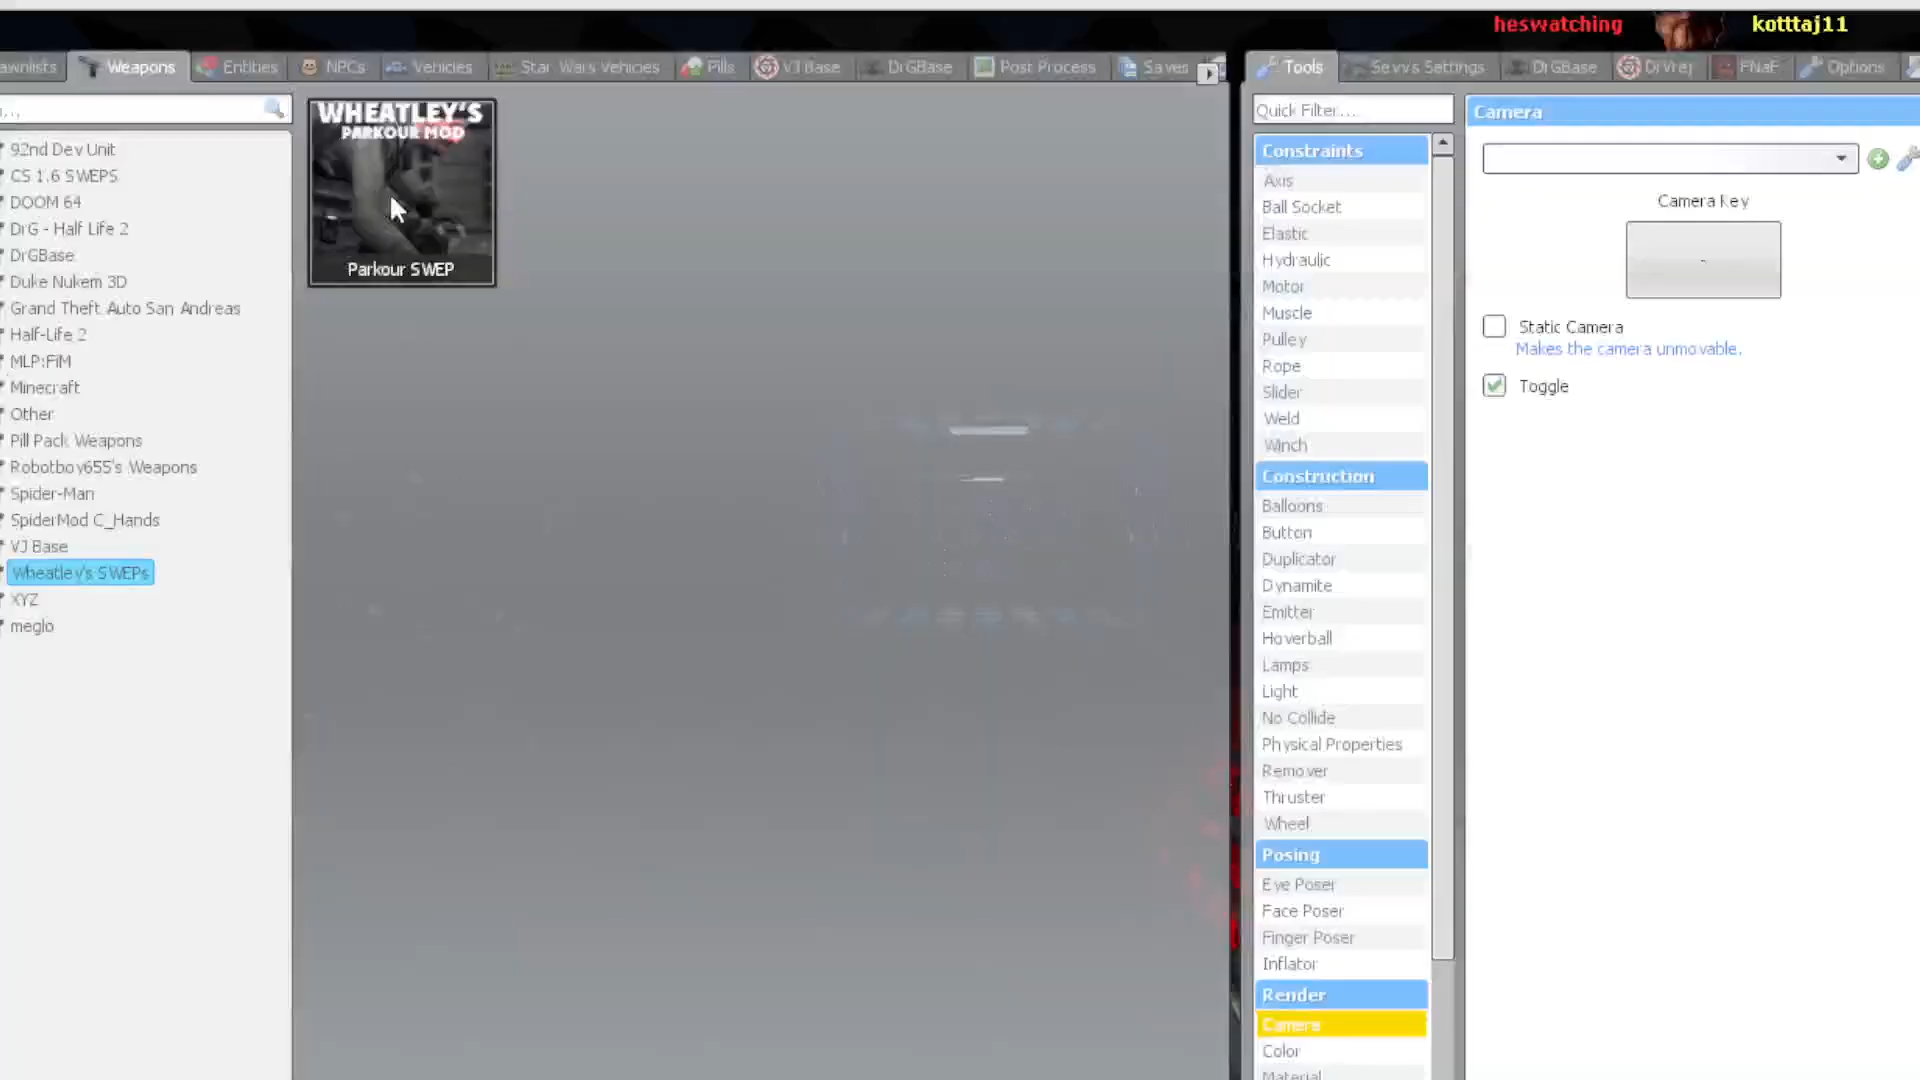 heswatching kotttaj11
awnlists Weapons Entities NPCs Vehicles Star Wars Vehicles Pills VJ Base DrGBase Post Process Saves
Tools Sevvs Settings DrGBase DrVrej FNaF Options
92nd Dev Unit
CS 1.6 SWEPS
DOOM 64
DrG - Half Life 2
DrGBase
Duke Nukem 3D
Grand Theft Auto San Andreas
Half-Life 2
MLP:FiM
Minecraft
Other
Pill Pack Weapons
Robotboy655's Weapons
Spider-Man
SpiderMod C_Hands
VJ Base
Wheatley's SWEPs
XYZ
meglo
WHEATLEY'S
PARKOUR MOD
Parkour SWEP
Quick Filter...
Constraints
Axis
Ball Socket
Elastic
Hydraulic
Motor
Muscle
Pulley
Rope
Slider
Weld
Winch
Construction
Balloons
Button
Duplicator
Dynamite
Emitter
Hoverball
Lamps
Light
No Collide
Physical Properties
Remover
Thruster
Wheel
Posing
Eye Poser
Face Poser
Finger Poser
Inflator
Render
Camera
Color
Material
Camera
Camera Key
-
Static Camera
Makes the camera unmovable.
Toggle